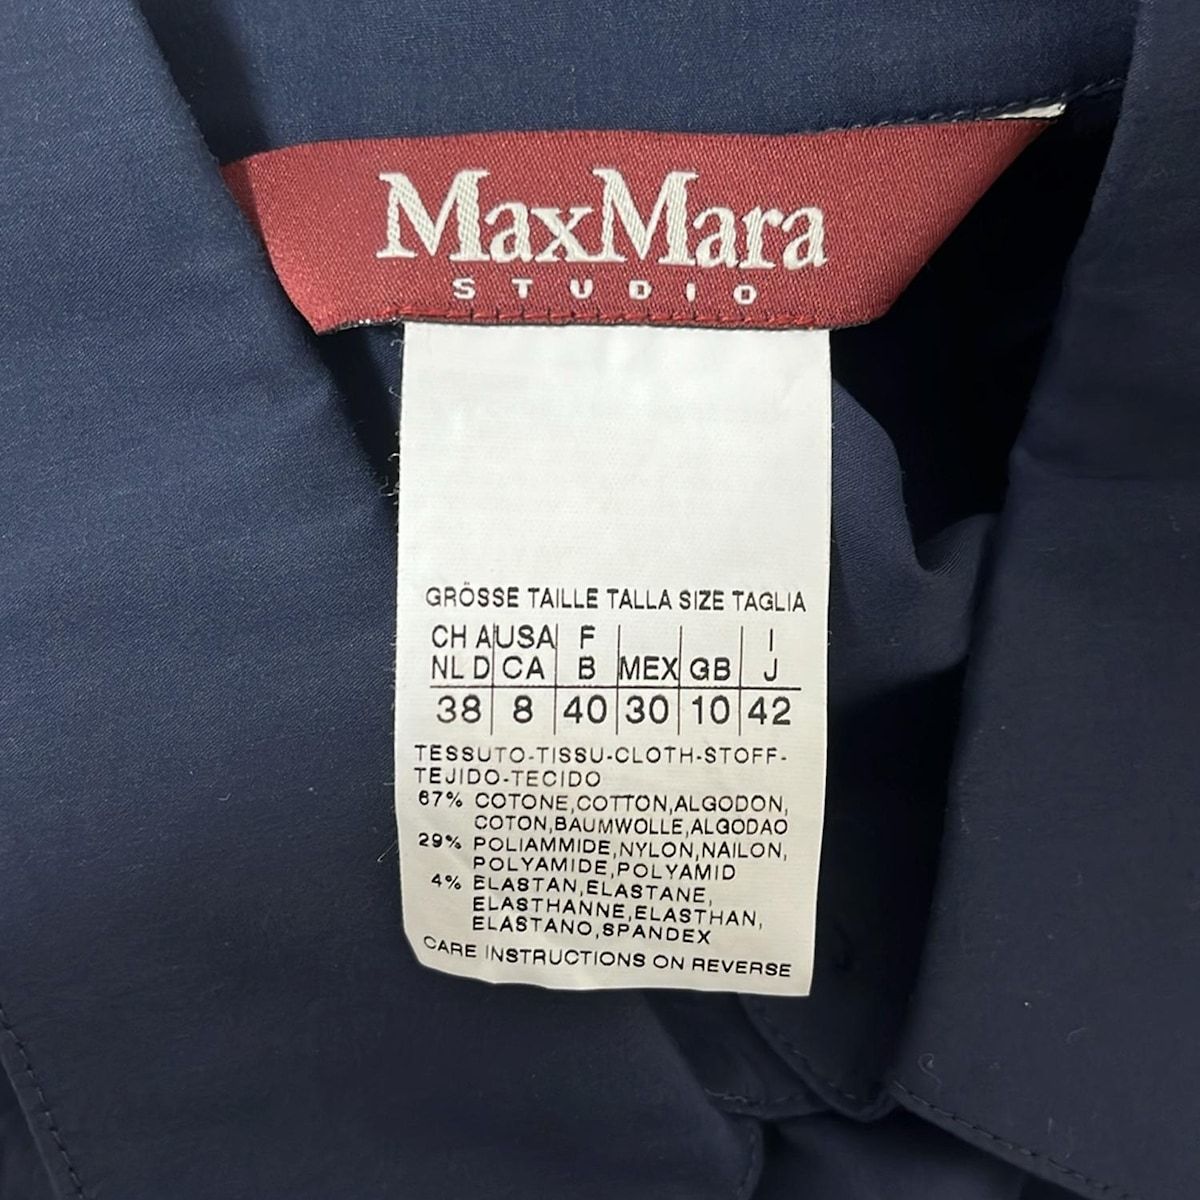 MaxMara
STUDIO
GRÖSSE TAILLE TALLA SIZE TAGLIA
CH A USA F I
NL D CA B MEX GB J
38 8 40 30 10 42
TESSUTO-TISSU-CLOTH-STOFF-
TEJIDO-TECIDO
67% COTONE,COTTON,ALGODON,
COTON,BAUMWOLLE,ALGODAO
29% POLIAMMIDE,NYLON,NAILON,
POLYAMIDE,POLYAMID
4% ELASTAN,ELASTANE,
ELASTHANNE,ELASTHAN,
ELASTANO,SPANDEX
CARE INSTRUCTIONS ON REVERSE